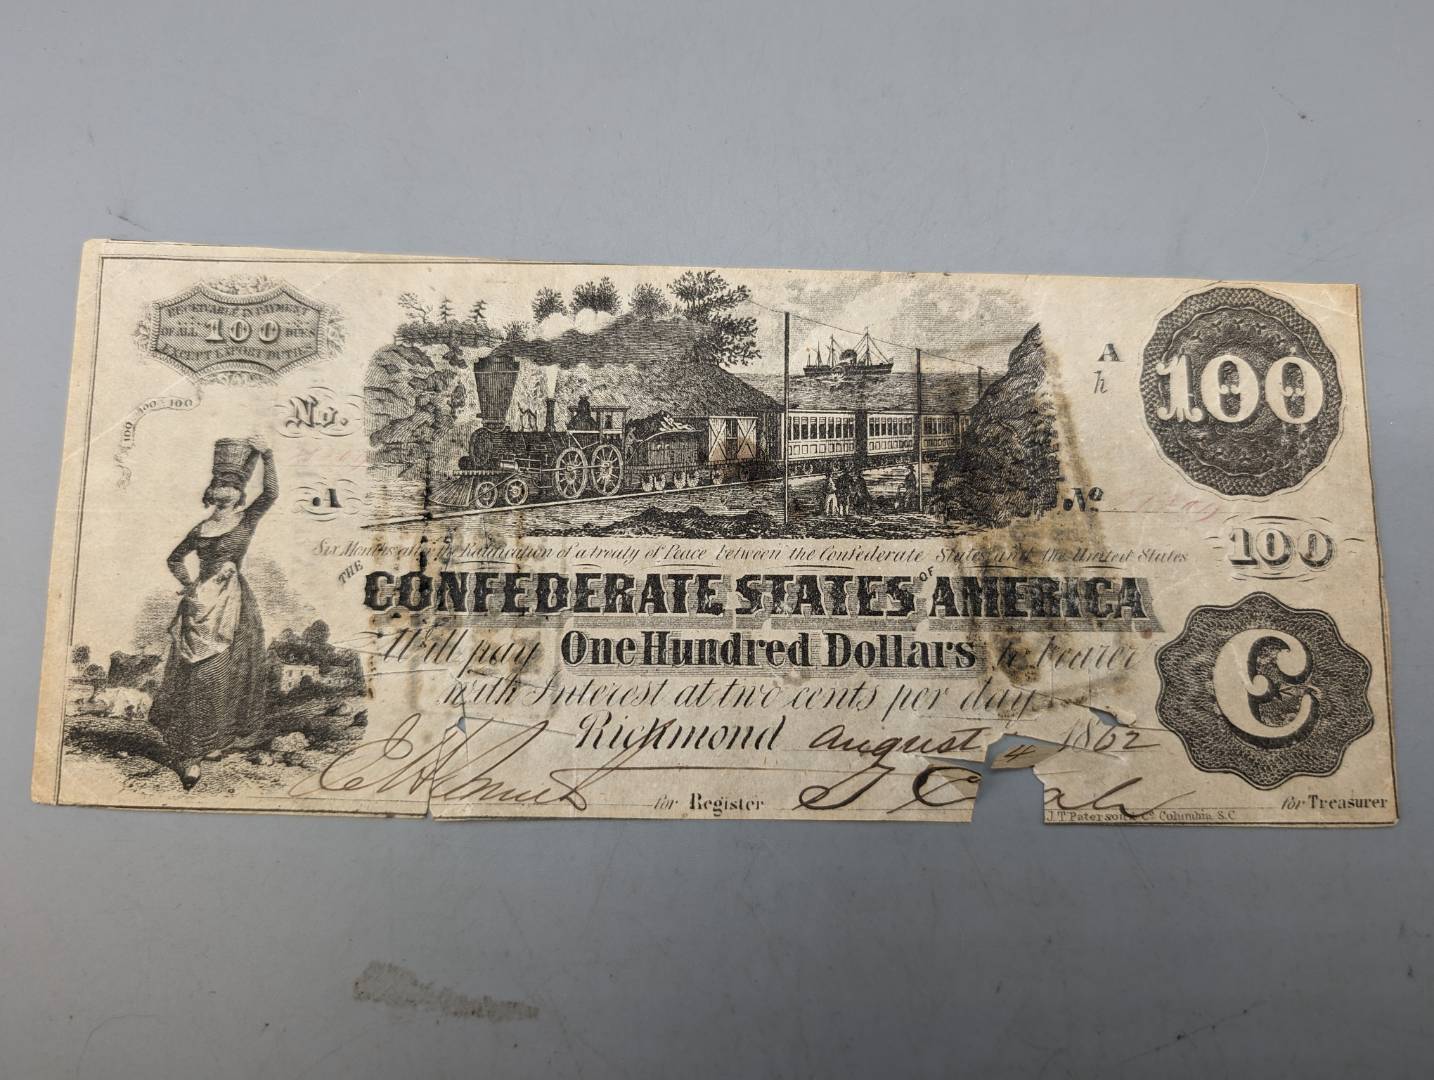 RECEIVABLE IN PAYMENT
OF ALL 100 DUES
EXCEPT EXPORT DUTIES
100
100
100
No.
A
A
h
100
No
100
Six Months after the Ratification of a treaty of Peace between the Confederate States and the United States
THE CONFEDERATE STATES OF AMERICA
Will pay One Hundred Dollars to bearer
with Interest at two cents per day
Richmond august 4 1862
C
for Register
for Treasurer
J.T. Paterson & Co Columbia S.C